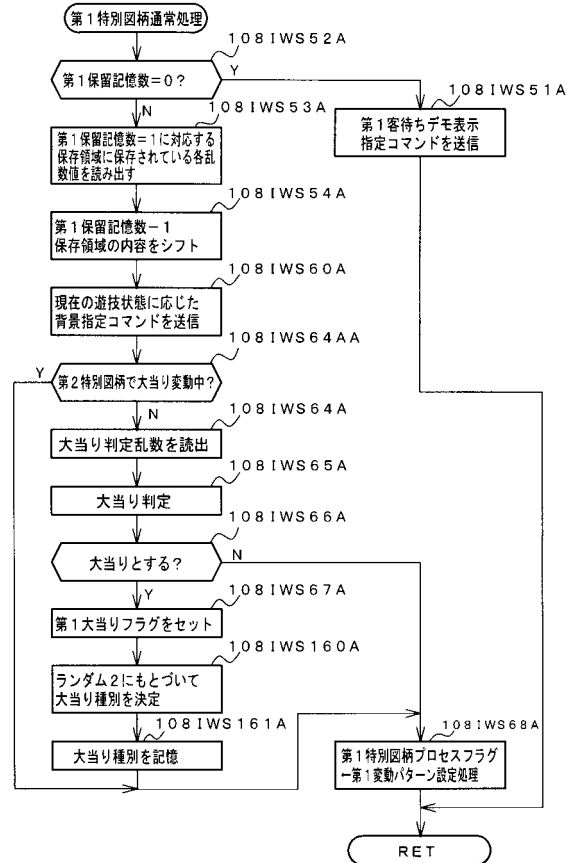 第1特別図柄通常処理
108IWS52A
第1保留記憶数=0?
Y
N
108IWS51A
第1客待ちデモ表示
指定コマンドを送信
108IWS53A
第1保留記憶数=1に対応する
保存領域に保存されている各乱
数値を読み出す
108IWS54A
第1保留記憶数-1
保存領域の内容をシフト
108IWS60A
現在の遊技状態に応じた
背景指定コマンドを送信
108IWS64AA
第2特別図柄で大当り変動中?
Y
N
108IWS64A
大当り判定乱数を読出
108IWS65A
大当り判定
108IWS66A
大当りとする?
N
Y
108IWS67A
第1大当りフラグをセット
108IWS160A
ランダム2にもとづいて
大当り種別を決定
108IWS161A
大当り種別を記憶
108IWS68A
第1特別図柄プロセスフラグ
←第1変動パターン設定処理
RET